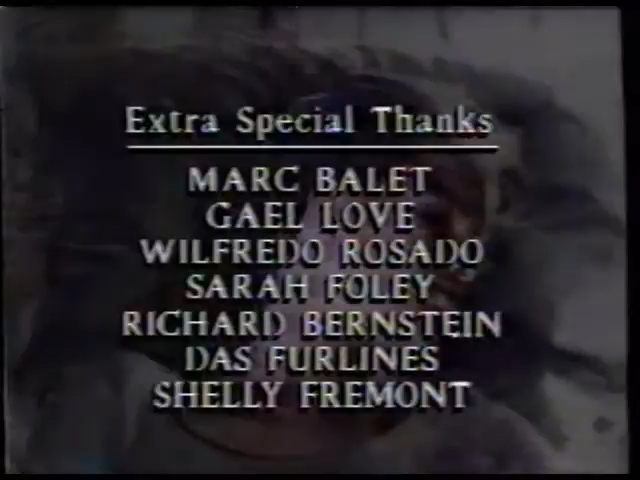 Extra Special Thanks
MARC BALET
GAEL LOVE
WILFREDO ROSADO
SARAH FOLEY
RICHARD BERNSTEIN
DAS FURLINES
SHELLY FREMONT